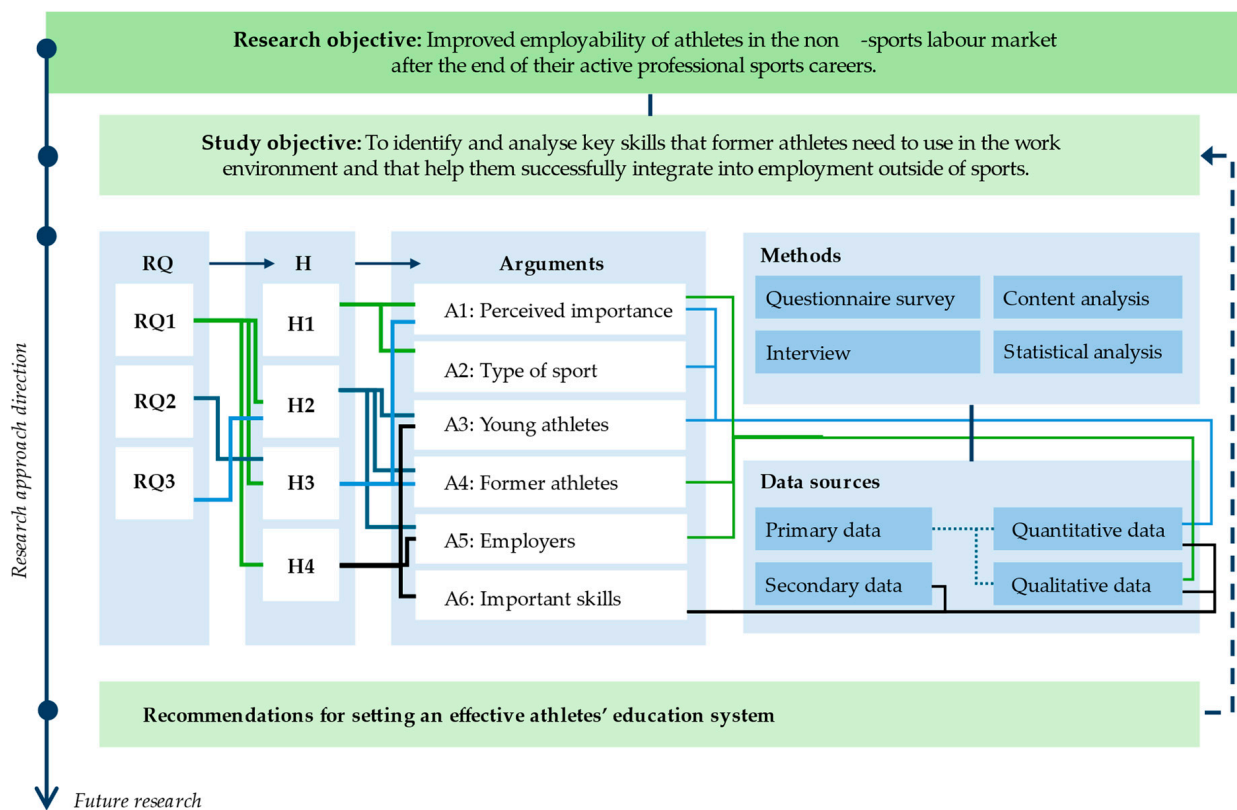 Research objective: Improved employability of athletes in the non -sports labour market
after the end of their active professional sports careers.
Study objective: To identify and analyse key skills that former athletes need to use in the work
environment and that help them successfully integrate into employment outside of sports.
Research approach direction
RQ
RQ1
RQ2
RQ3
H
H1
H2
H3
H4
Arguments
A1: Perceived importance
A2: Type of sport
A3: Young athletes
A4: Former athletes
A5: Employers
A6: Important skills
Methods
Questionnaire survey
Content analysis
Interview
Statistical analysis
Data sources
Primary data
Quantitative data
Secondary data
Qualitative data
Recommendations for setting an effective athletes' education system
Future research